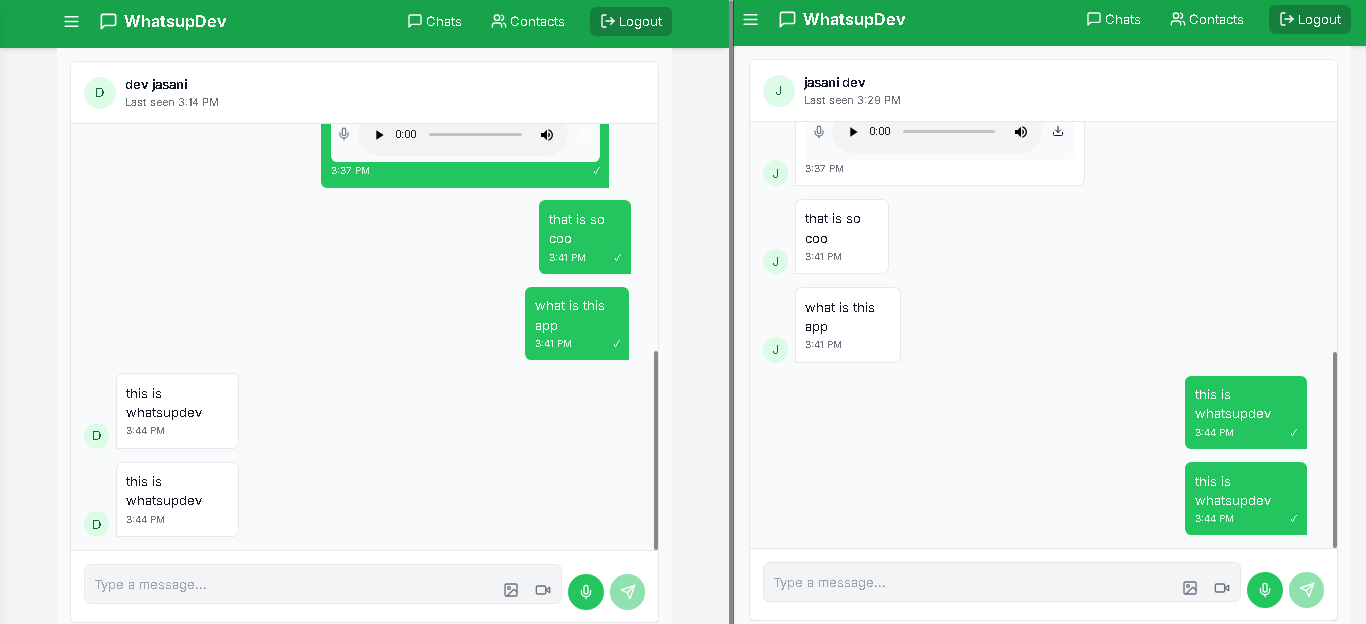 WhatsupDev
Chats
Contacts
Logout
D
dev jasani
Last seen 3:14 PM
0:00
3:37 PM ✓
that is so
coo
3:41 PM ✓
what is this
app
3:41 PM ✓
this is
whatsupdev
3:44 PM
D
this is
whatsupdev
3:44 PM
D
Type a message...
WhatsupDev
Chats
Contacts
Logout
J
jasani dev
Last seen 3:29 PM
0:00
3:37 PM
J
that is so
coo
3:41 PM
J
what is this
app
3:41 PM
J
this is
whatsupdev
3:44 PM ✓
this is
whatsupdev
3:44 PM ✓
Type a message...